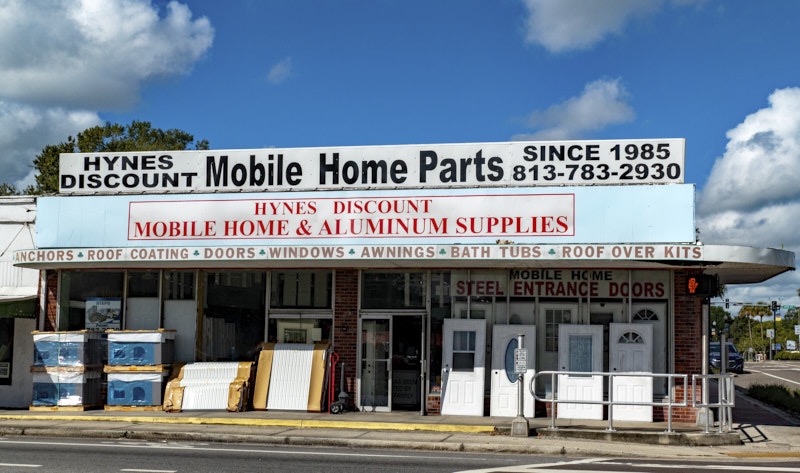 HYNES DISCOUNT Mobile Home Parts SINCE 1985 813-783-2930
HYNES DISCOUNT
MOBILE HOME & ALUMINUM SUPPLIES
ANCHORS ♣ ROOF COATING ♣ DOORS ♣ WINDOWS ♣ AWNINGS ♣ BATH TUBS ♣ ROOF OVER KITS
MOBILE HOME
STEEL ENTRANCE DOORS
STEPS